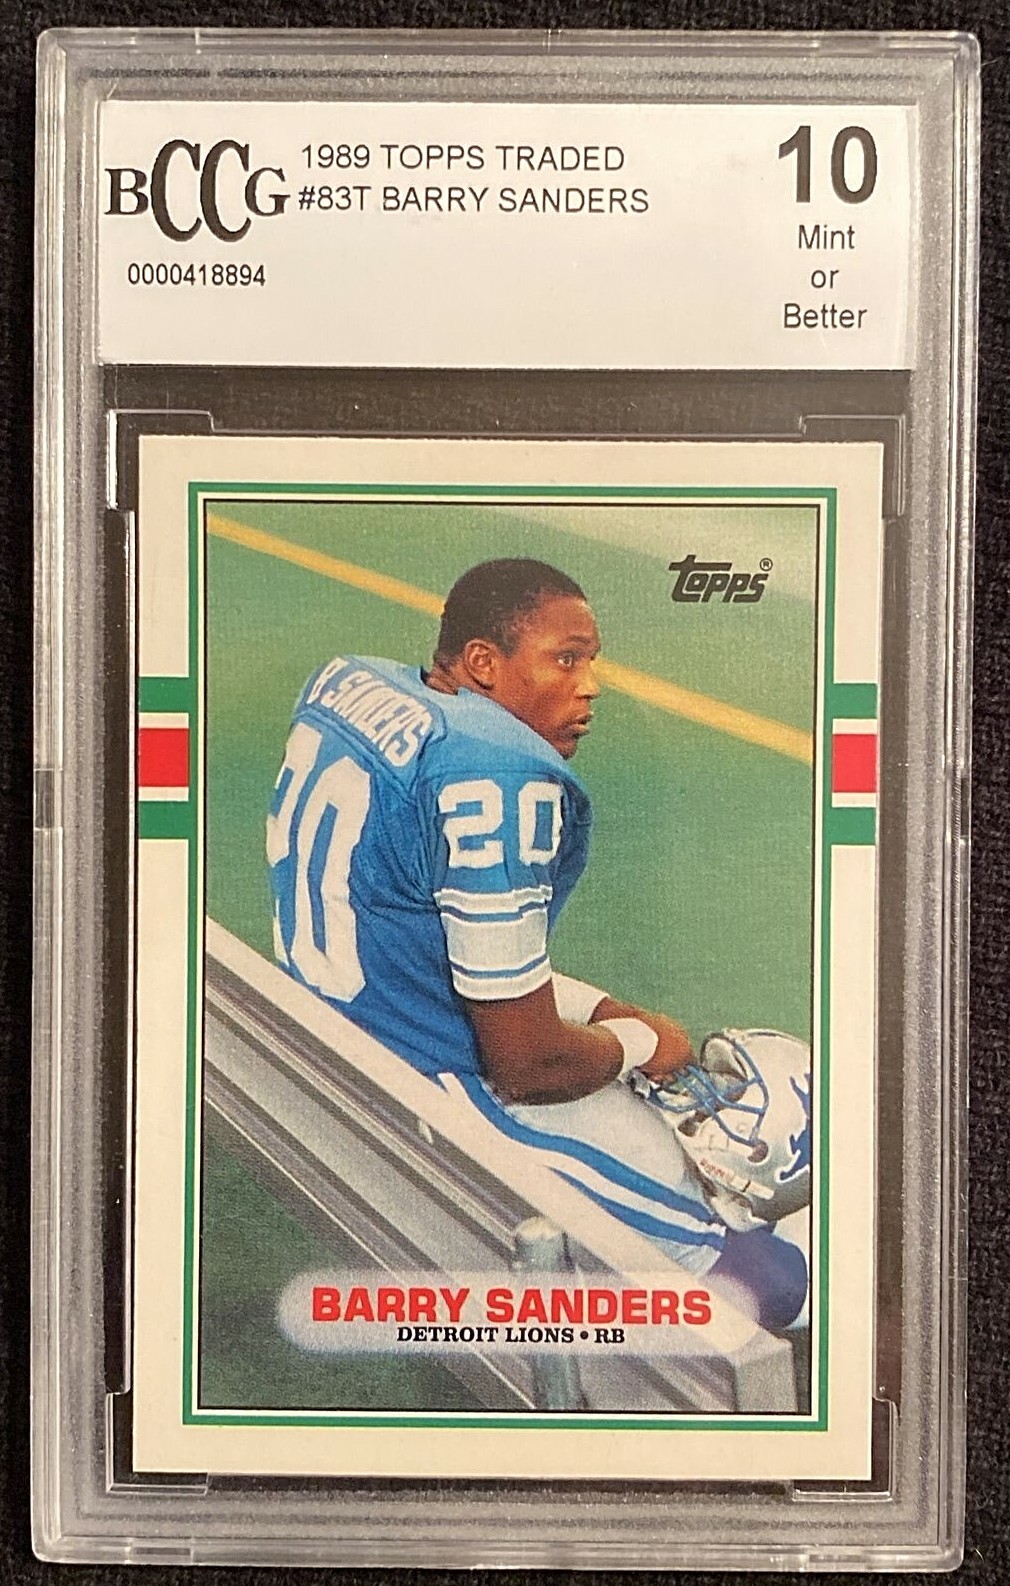 BCCG
1989 TOPPS TRADED
#83T BARRY SANDERS
0000418894
10
Mint
or
Better
topps®
B SANDERS
20
20
BARRY SANDERS
DETROIT LIONS • RB